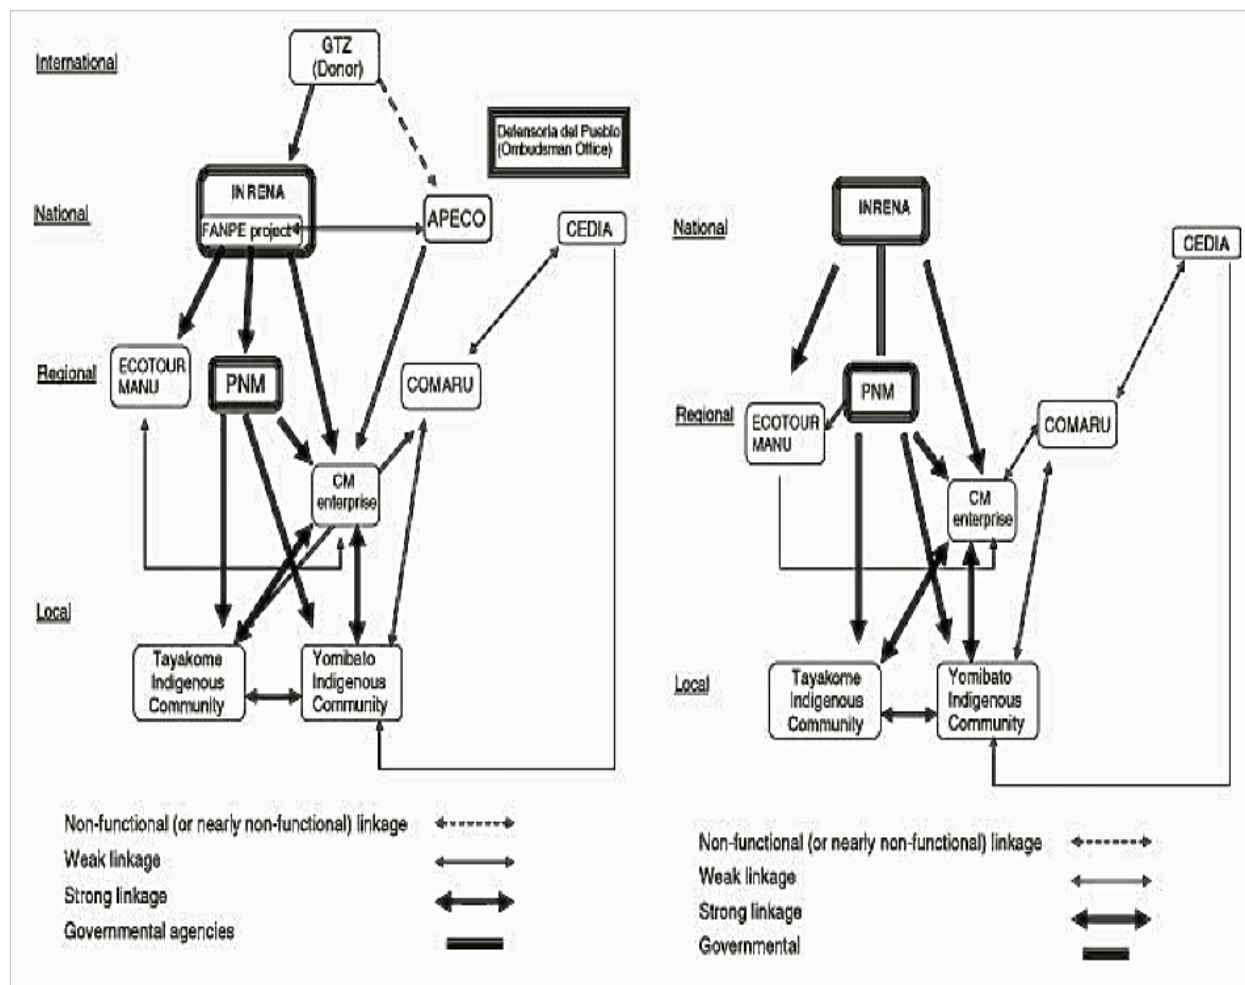 International
GTZ
(Donor)
Defensoria del Pueblo
(Ombudsman Office)
National
INRENA
FANPE project
APECO
CEDIA
Regional
ECOTOUR
MANU
PNM
COMARU
CM
enterprise
Local
Tayakome
Indigenous
Community
Yomibato
Indigenous
Community
Non-functional (or nearly non-functional) linkage
Weak linkage
Strong linkage
Governmental agencies
National
INRENA
CEDIA
Regional
ECOTOUR
MANU
PNM
COMARU
CM
enterprise
Local
Tayakome
Indigenous
Community
Yomibato
Indigenous
Community
Non-functional (or nearly non-functional) linkage
Weak linkage
Strong linkage
Governmental